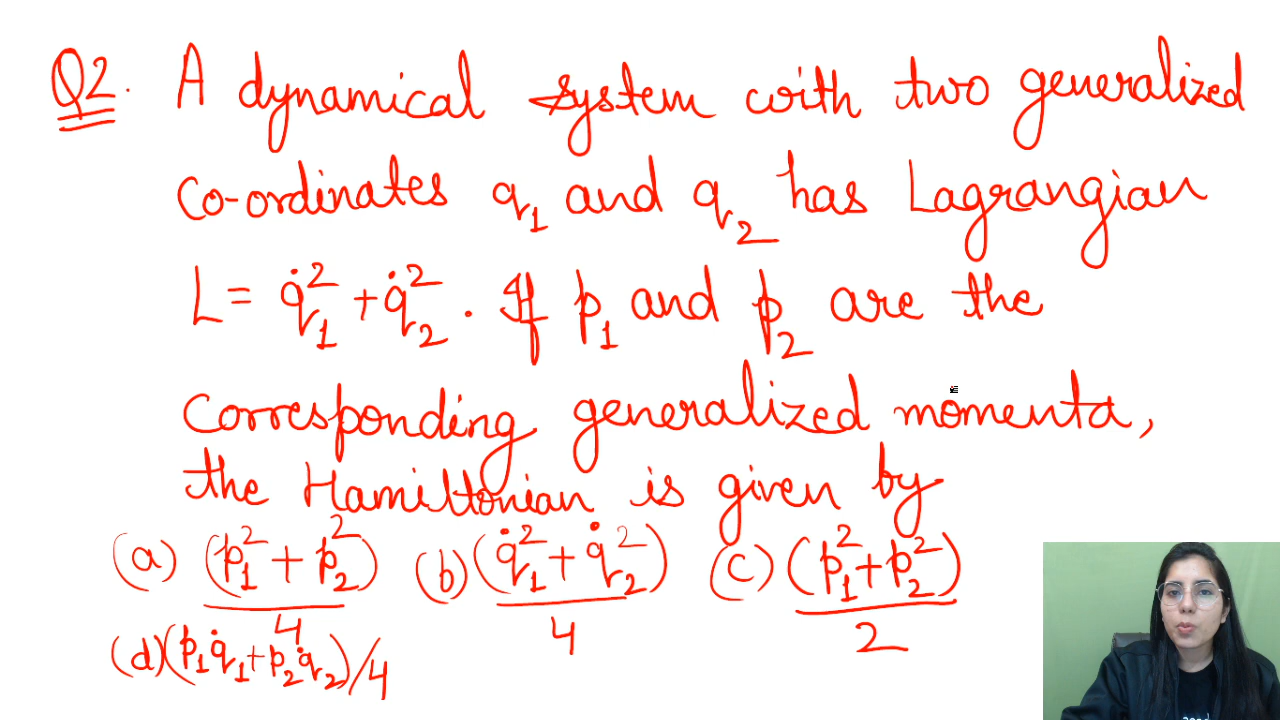 Q2. A dynamical system with two generalized
co-ordinates q₁ and q₂ has Lagrangian
L = q̇₁² + q̇₂². If p₁ and p₂ are the
corresponding generalized momenta,
the Hamiltonian is given by
(a) (p₁² + p₂²)/4 (b) (q̇₁² + q̇₂²)/4 (c) (p₁² + p₂²)/2
(d) (p₁q̇₁ + p₂q̇₂)/4